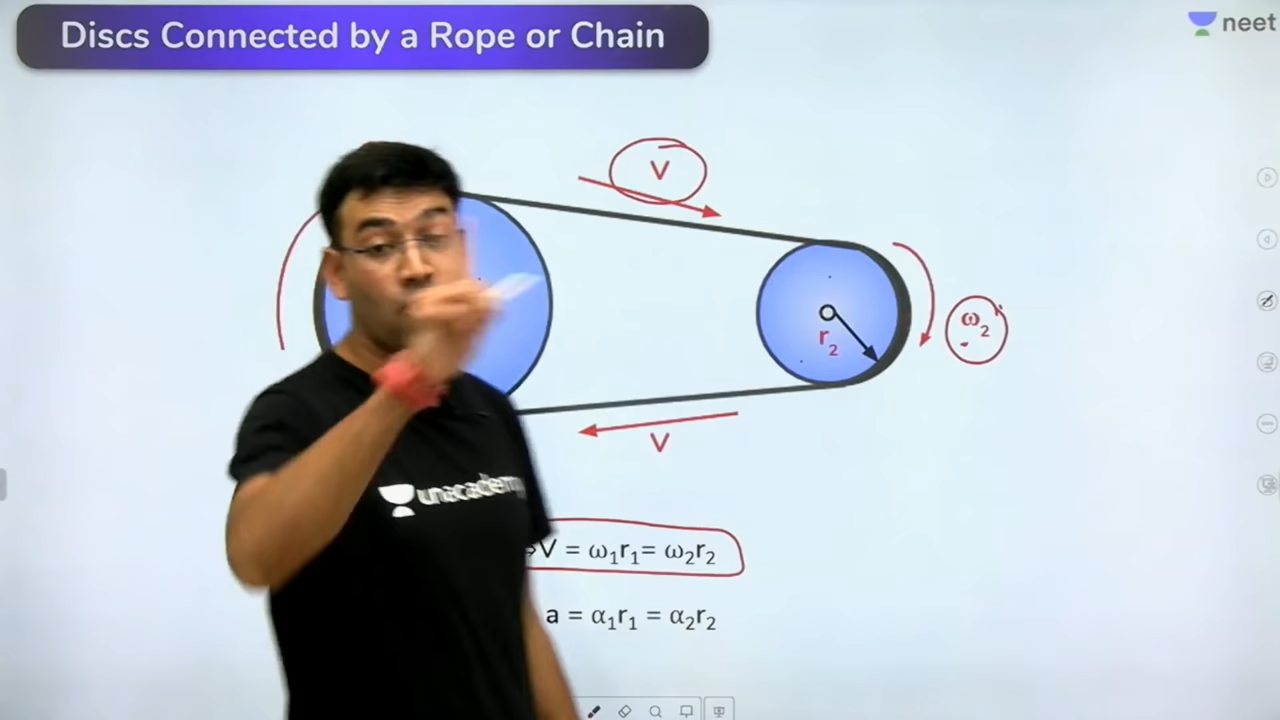 Discs Connected by a Rope or Chain
neet
V
ω₂
r₂
V
unacademy
V = ω₁r₁= ω₂r₂
a = α₁r₁ = α₂r₂